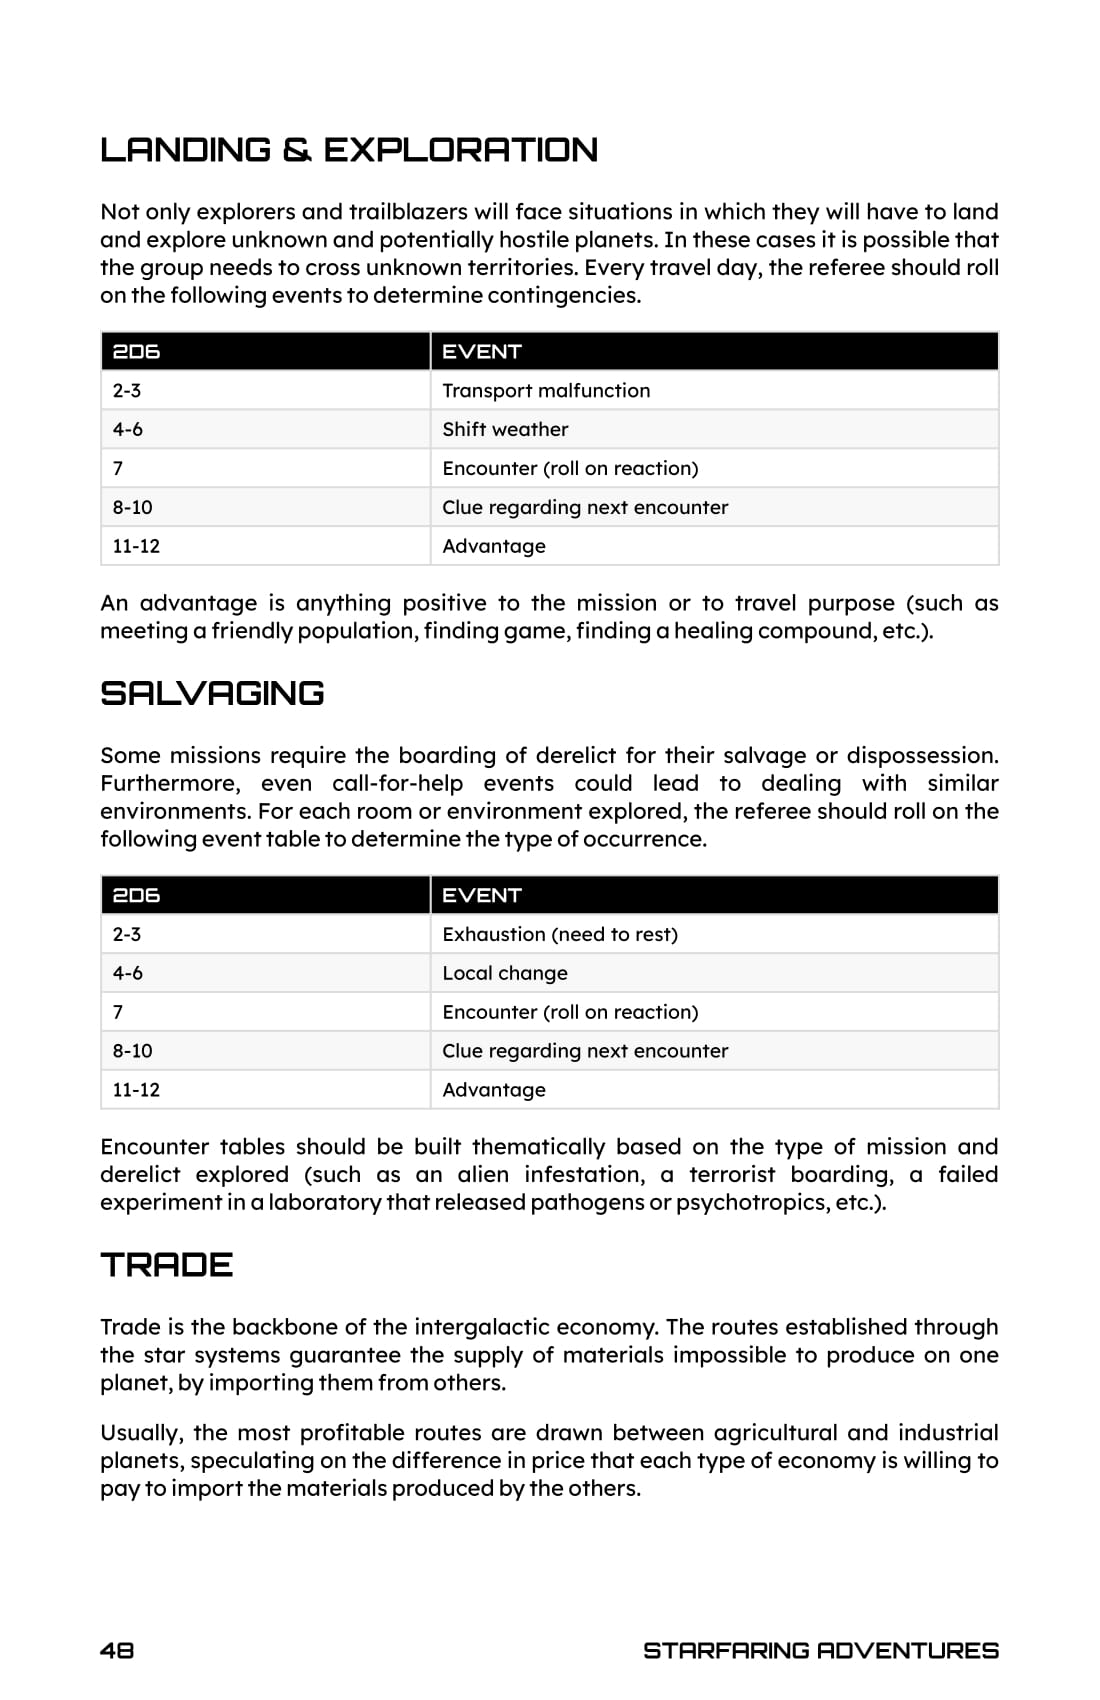 LANDING & EXPLORATION
Not only explorers and trailblazers will face situations in which they will have to land
and explore unknown and potentially hostile planets. In these cases it is possible that
the group needs to cross unknown territories. Every travel day, the referee should roll
on the following events to determine contingencies.
2D6 EVENT
2-3 Transport malfunction
4-6 Shift weather
7 Encounter (roll on reaction)
8-10 Clue regarding next encounter
11-12 Advantage
An advantage is anything positive to the mission or to travel purpose (such as
meeting a friendly population, finding game, finding a healing compound, etc.).
SALVAGING
Some missions require the boarding of derelict for their salvage or dispossession.
Furthermore, even call-for-help events could lead to dealing with similar
environments. For each room or environment explored, the referee should roll on the
following event table to determine the type of occurrence.
2D6 EVENT
2-3 Exhaustion (need to rest)
4-6 Local change
7 Encounter (roll on reaction)
8-10 Clue regarding next encounter
11-12 Advantage
Encounter tables should be built thematically based on the type of mission and
derelict explored (such as an alien infestation, a terrorist boarding, a failed
experiment in a laboratory that released pathogens or psychotropics, etc.).
TRADE
Trade is the backbone of the intergalactic economy. The routes established through
the star systems guarantee the supply of materials impossible to produce on one
planet, by importing them from others.
Usually, the most profitable routes are drawn between agricultural and industrial
planets, speculating on the difference in price that each type of economy is willing to
pay to import the materials produced by the others.
48 STARFARING ADVENTURES